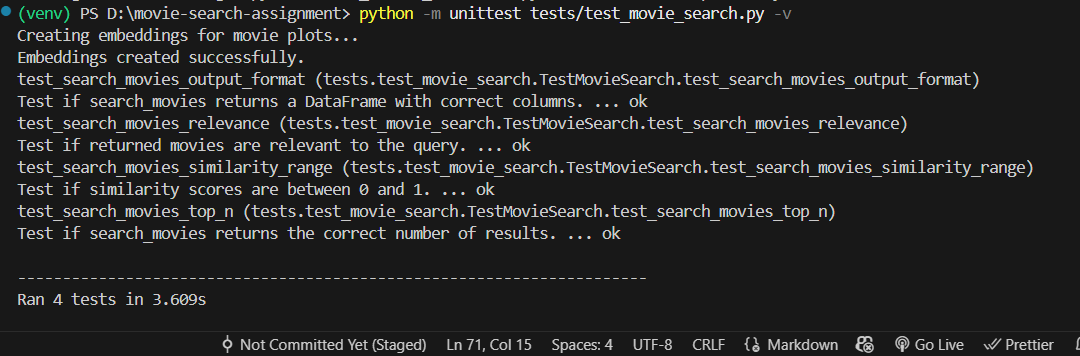 (venv) PS D:\movie-search-assignment> python -m unittest tests/test_movie_search.py -v
Creating embeddings for movie plots...
Embeddings created successfully.
test_search_movies_output_format (tests.test_movie_search.TestMovieSearch.test_search_movies_output_format)
Test if search_movies returns a DataFrame with correct columns. ... ok
test_search_movies_relevance (tests.test_movie_search.TestMovieSearch.test_search_movies_relevance)
Test if returned movies are relevant to the query. ... ok
test_search_movies_similarity_range (tests.test_movie_search.TestMovieSearch.test_search_movies_similarity_range)
Test if similarity scores are between 0 and 1. ... ok
test_search_movies_top_n (tests.test_movie_search.TestMovieSearch.test_search_movies_top_n)
Test if search_movies returns the correct number of results. ... ok
----------------------------------------------------------------------
Ran 4 tests in 3.609s
Not Committed Yet (Staged) Ln 71, Col 15 Spaces: 4 UTF-8 CRLF Markdown Go Live Prettier